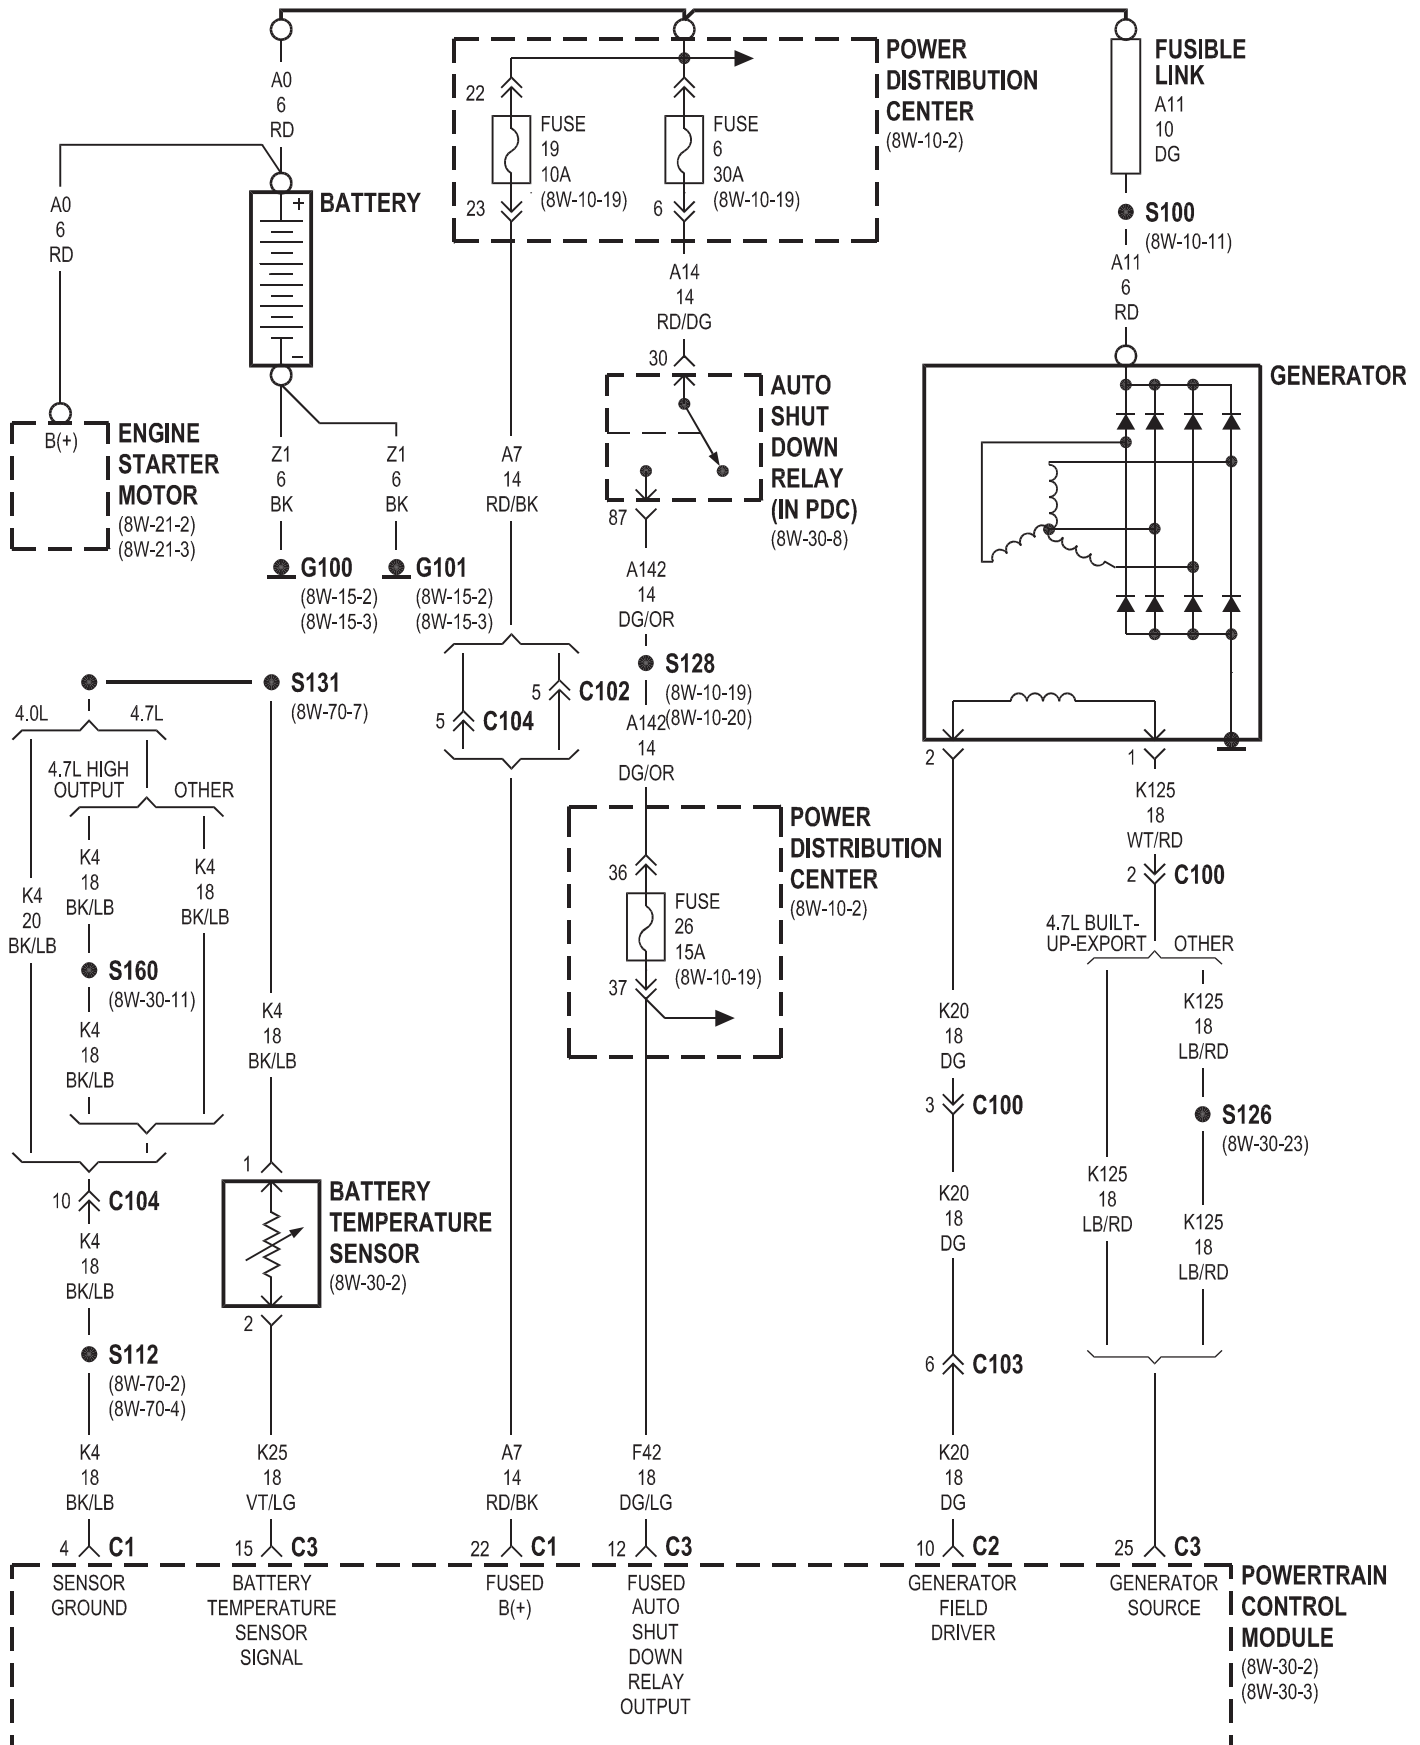 A0
6
RD
POWER
DISTRIBUTION
CENTER
(8W-10-2)
22
FUSE
19
10A
(8W-10-19)
23
FUSE
6
30A
(8W-10-19)
6
FUSIBLE
LINK
A11
10
DG
S100
(8W-10-11)
A11
6
RD
A0
6
RD
+
BATTERY
–
A14
14
RD/DG
30
AUTO
SHUT
DOWN
RELAY
(IN PDC)
(8W-30-8)
87
GENERATOR
B(+)
ENGINE
STARTER
MOTOR
(8W-21-2)
(8W-21-3)
Z1
6
BK
Z1
6
BK
A7
14
RD/BK
G100
(8W-15-2)
(8W-15-3)
G101
(8W-15-2)
(8W-15-3)
A142
14
DG/OR
S128
(8W-10-19)
(8W-10-20)
A142
14
DG/OR
S131
(8W-70-7)
5
C104
5
C102
4.0L
4.7L
4.7L HIGH
OUTPUT
OTHER
2
1
K125
18
WT/RD
2
C100
POWER
DISTRIBUTION
CENTER
(8W-10-2)
36
FUSE
26
15A
(8W-10-19)
37
K4
20
BK/LB
K4
18
BK/LB
K4
18
BK/LB
S160
(8W-30-11)
K4
18
BK/LB
K4
18
BK/LB
4.7L BUILT-
UP-EXPORT
OTHER
K20
18
DG
3
C100
K125
18
LB/RD
S126
(8W-30-23)
K125
18
LB/RD
K125
18
LB/RD
1
BATTERY
TEMPERATURE
SENSOR
(8W-30-2)
2
10
C104
K4
18
BK/LB
S112
(8W-70-2)
(8W-70-4)
K20
18
DG
6
C103
K4
18
BK/LB
K25
18
VT/LG
A7
14
RD/BK
F42
18
DG/LG
K20
18
DG
4
C1
15
C3
22
C1
12
C3
10
C2
25
C3
SENSOR
GROUND
BATTERY
TEMPERATURE
SENSOR
SIGNAL
FUSED
B(+)
FUSED
AUTO
SHUT
DOWN
RELAY
OUTPUT
GENERATOR
FIELD
DRIVER
GENERATOR
SOURCE
POWERTRAIN
CONTROL
MODULE
(8W-30-2)
(8W-30-3)